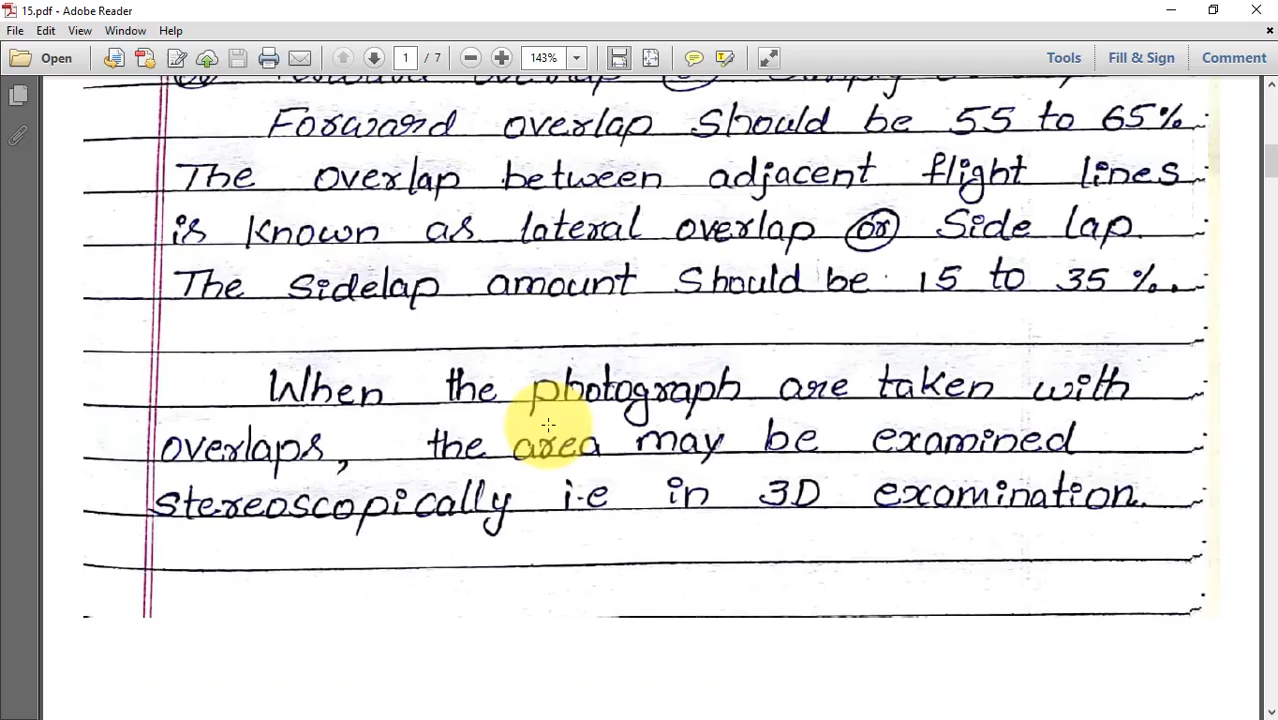 15.pdf - Adobe Reader
File Edit View Window Help
Open 1 / 7 143% Tools Fill & Sign Comment
Forward overlap Should be 55 to 65%
The overlap between adjacent flight lines
is known as lateral overlap or Side lap.
The Sidelap amount Should be 15 to 35 %.
When the photograph are taken with
overlaps, the area may be examined
stereoscopically i.e in 3D examination.